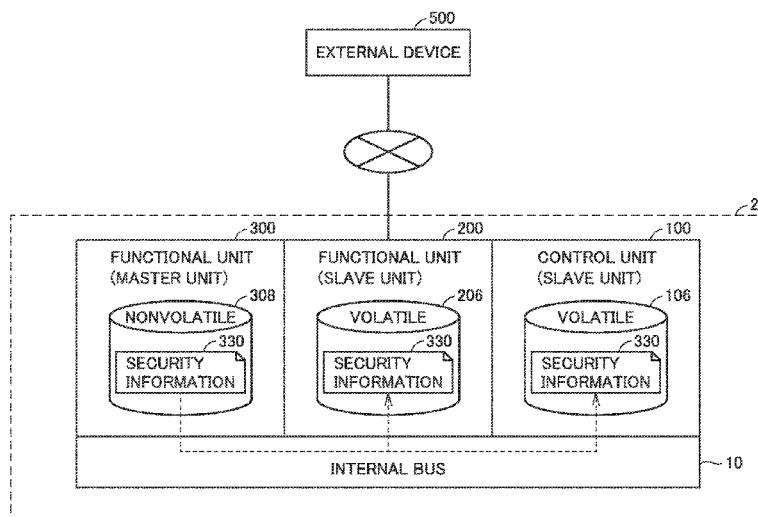 500
EXTERNAL DEVICE
2
300
200
100
FUNCTIONAL UNIT
(MASTER UNIT)
FUNCTIONAL UNIT
(SLAVE UNIT)
CONTROL UNIT
(SLAVE UNIT)
308
206
106
NONVOLATILE
VOLATILE
VOLATILE
330
330
330
SECURITY
INFORMATION
SECURITY
INFORMATION
SECURITY
INFORMATION
INTERNAL BUS
10